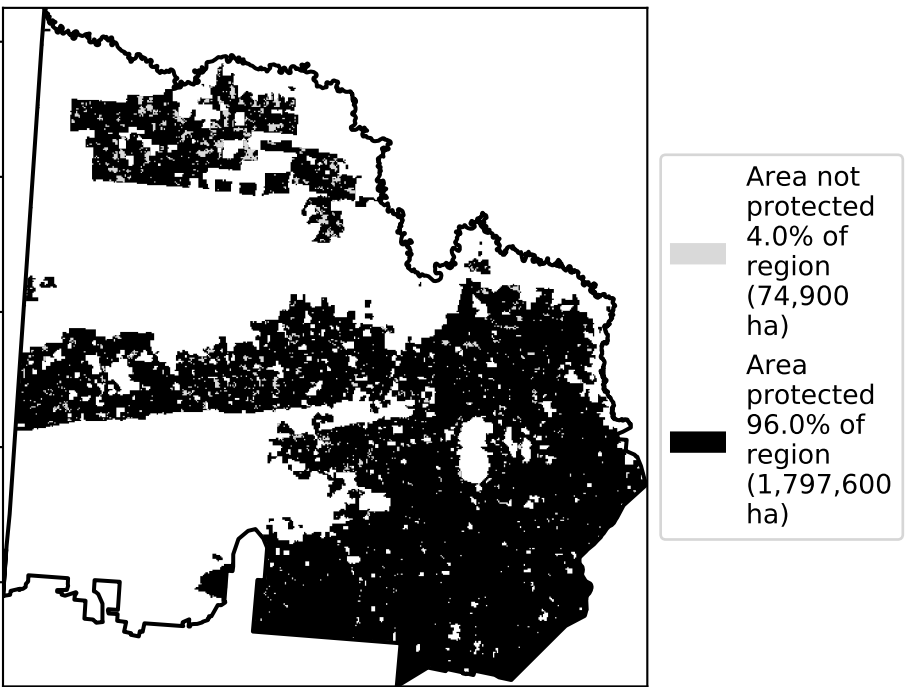 Area not
protected
4.0% of
region
(74,900
ha)
Area
protected
96.0% of
region
(1,797,600
ha)